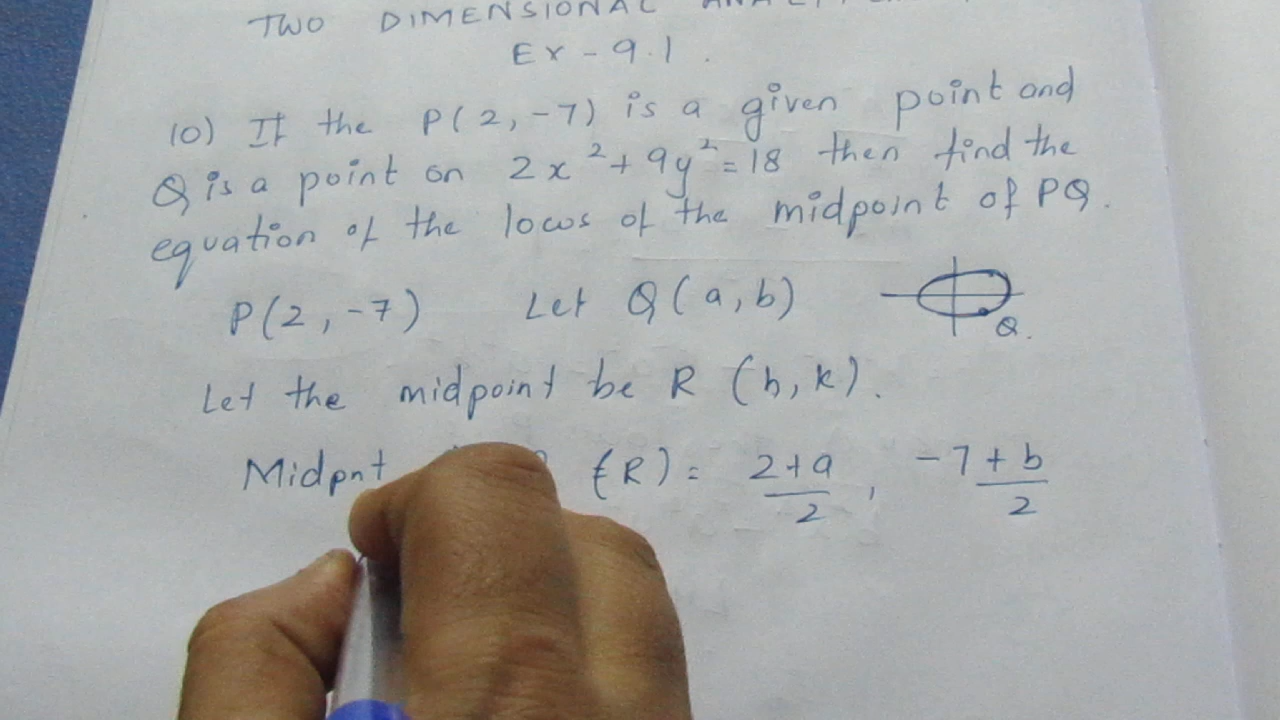 TWO DIMENSIONAL
Ex - 9.1.
10) If the P(2, -7) is a given point and
Q is a point on 2x² + 9y² = 18 then find the
equation of the locus of the midpoint of PQ.
P(2, -7) Let Q(a, b)
Q.
Let the midpoint be R (h, k).
Midpnt (R) = 2+a/2, -7+b/2